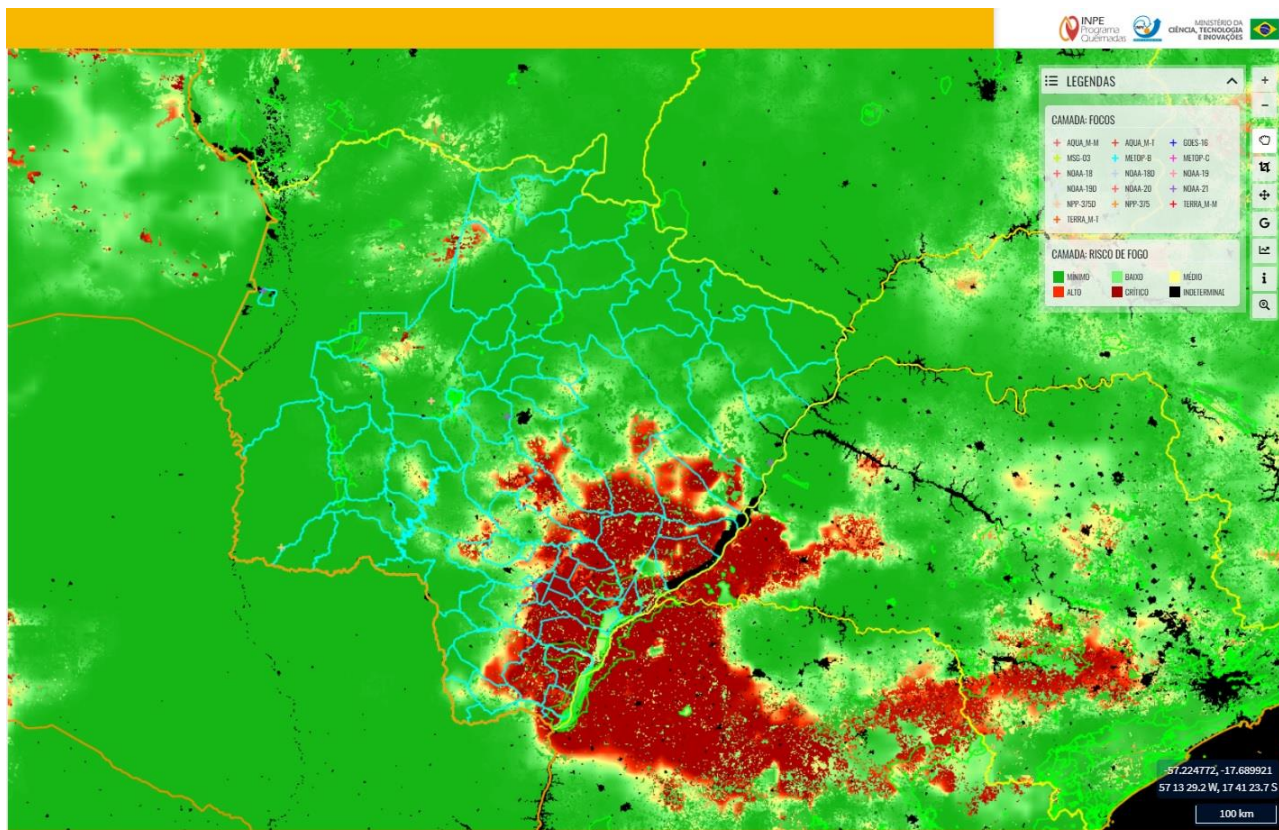 INPE
Programa
Queimadas
INPE
MINISTÉRIO DA
CIÊNCIA, TECNOLOGIA
E INOVAÇÕES
LEGENDAS
CAMADA: FOCOS
AQUA_M-M AQUA_M-T GOES-16
MSG-03 METOP-B METOP-C
NOAA-18 NOAA-18D NOAA-19
NOAA-19D NOAA-20 NOAA-21
NPP-375D NPP-375 TERRA_M-M
TERRA_M-T
CAMADA: RISCO DE FOGO
MÍNIMO BAIXO MÉDIO
ALTO CRÍTICO INDETERMINAL
+
−
G
i
-57.224772, -17.689921
57 13 29.2 W, 17 41 23.7 S
100 km